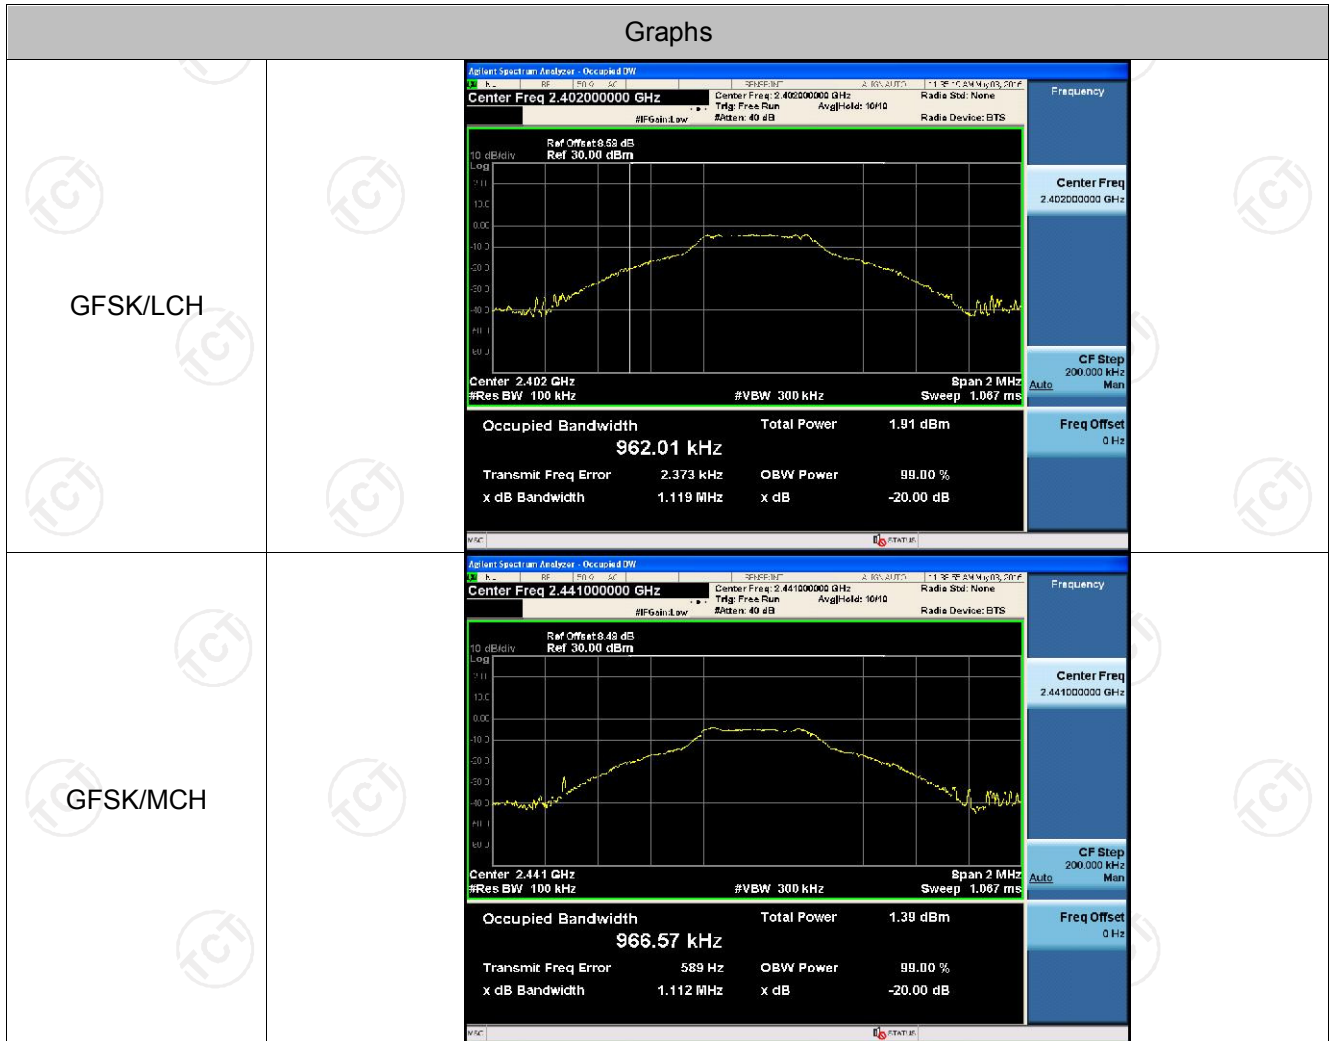 Graphs
GFSK/LCH
Agilent Spectrum Analyzer - Occupied BW
Center Freq 2.402000000 GHz
Center Freq: 2.402000000 GHz
Trig: Free Run Avg|Hold: 10/10
#IFGain:Low #Atten: 40 dB
Radio Std: None
Radio Device: BTS
Ref Offset 8.59 dB
10 dB/div Ref 30.00 dBm
Log
Center 2.402 GHz Span 2 MHz
#Res BW 100 kHz #VBW 300 kHz Sweep 1.067 ms
Occupied Bandwidth Total Power 1.91 dBm
962.01 kHz
Transmit Freq Error 2.373 kHz OBW Power 99.00 %
x dB Bandwidth 1.119 MHz x dB -20.00 dB
MSG STATUS
Frequency
Center Freq
2.402000000 GHz
CF Step
200.000 kHz
Auto Man
Freq Offset
0 Hz
GFSK/MCH
Agilent Spectrum Analyzer - Occupied BW
Center Freq 2.441000000 GHz
Center Freq: 2.441000000 GHz
Trig: Free Run Avg|Hold: 10/10
#IFGain:Low #Atten: 40 dB
Radio Std: None
Radio Device: BTS
Ref Offset 8.49 dB
10 dB/div Ref 30.00 dBm
Log
Center 2.441 GHz Span 2 MHz
#Res BW 100 kHz #VBW 300 kHz Sweep 1.067 ms
Occupied Bandwidth Total Power 1.39 dBm
966.57 kHz
Transmit Freq Error 589 Hz OBW Power 99.00 %
x dB Bandwidth 1.112 MHz x dB -20.00 dB
MSG STATUS
Frequency
Center Freq
2.441000000 GHz
CF Step
200.000 kHz
Auto Man
Freq Offset
0 Hz